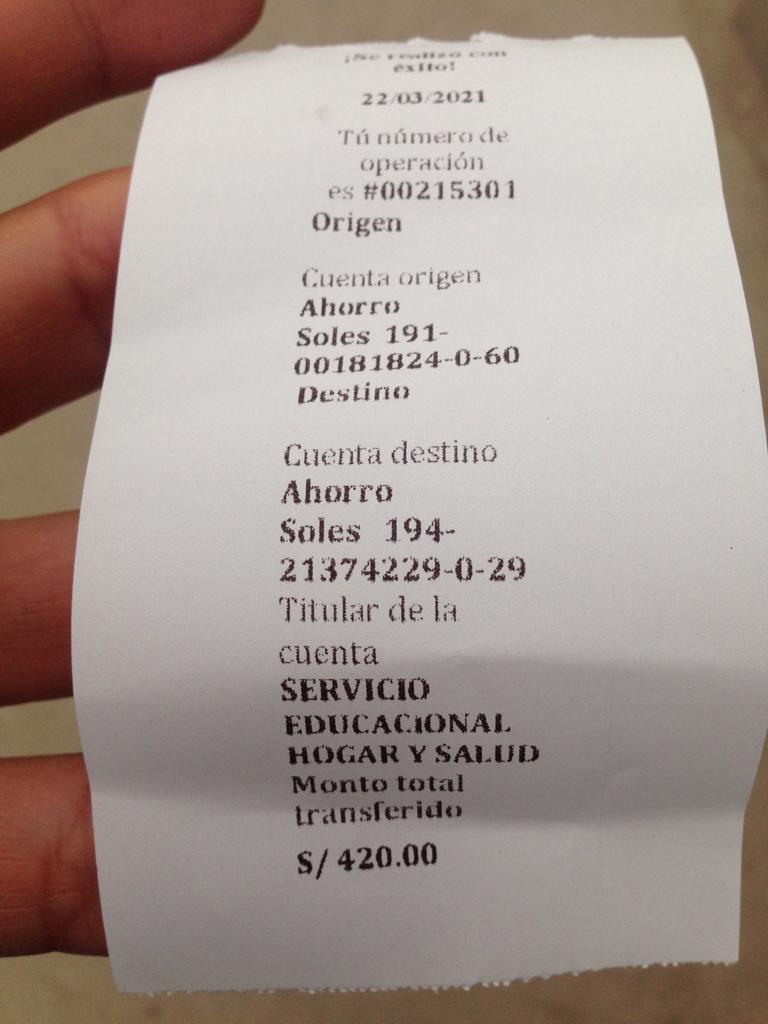 ¡Se realizo con
éxito!
22/03/2021
Tú número de
operación
es #00215301
Origen
Cuenta origen
Ahorro
Soles 191-
00181824-0-60
Destino
Cuenta destino
Ahorro
Soles 194-
21374229-0-29
Titular de la
cuenta
SERVICIO
EDUCACIONAL
HOGAR Y SALUD
Monto total
transferido
S/ 420.00